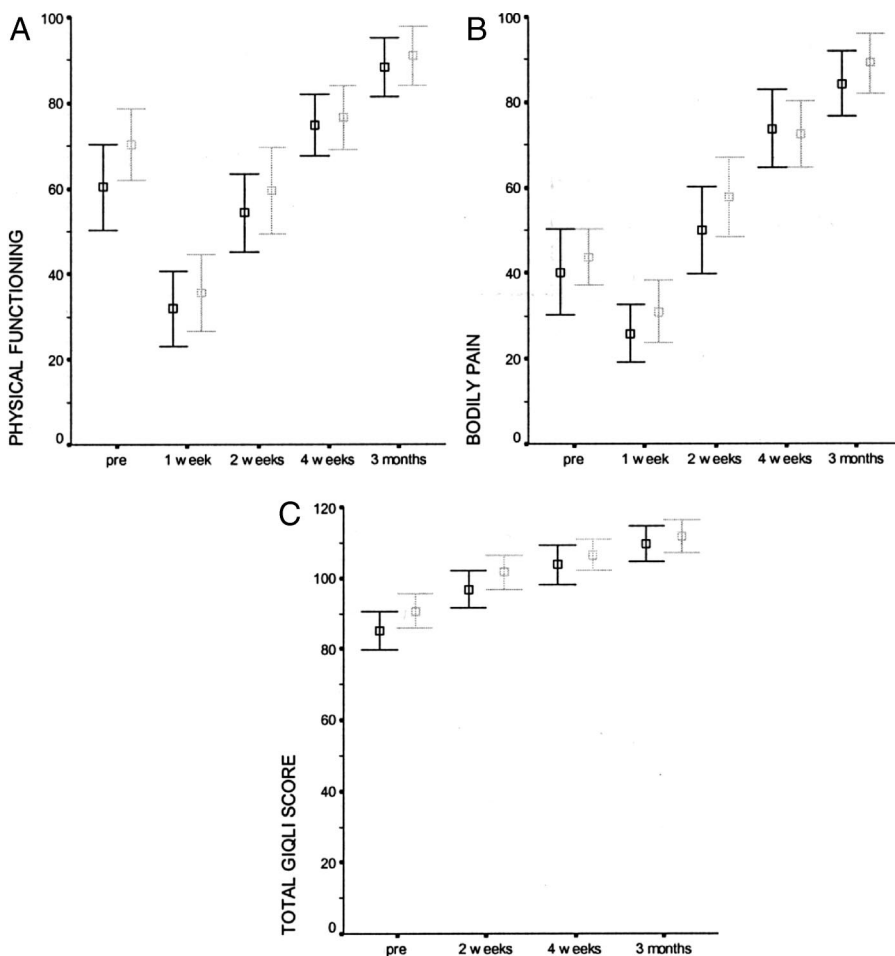 A
PHYSICAL FUNCTIONING
100
80
60
40
20
0
pre 1 week 2 weeks 4 weeks 3 months
B
BODILY PAIN
100
80
60
40
20
0
pre 1 week 2 weeks 4 weeks 3 months
C
TOTAL GIQLI SCORE
120
100
80
60
40
20
0
pre 2 weeks 4 weeks 3 months